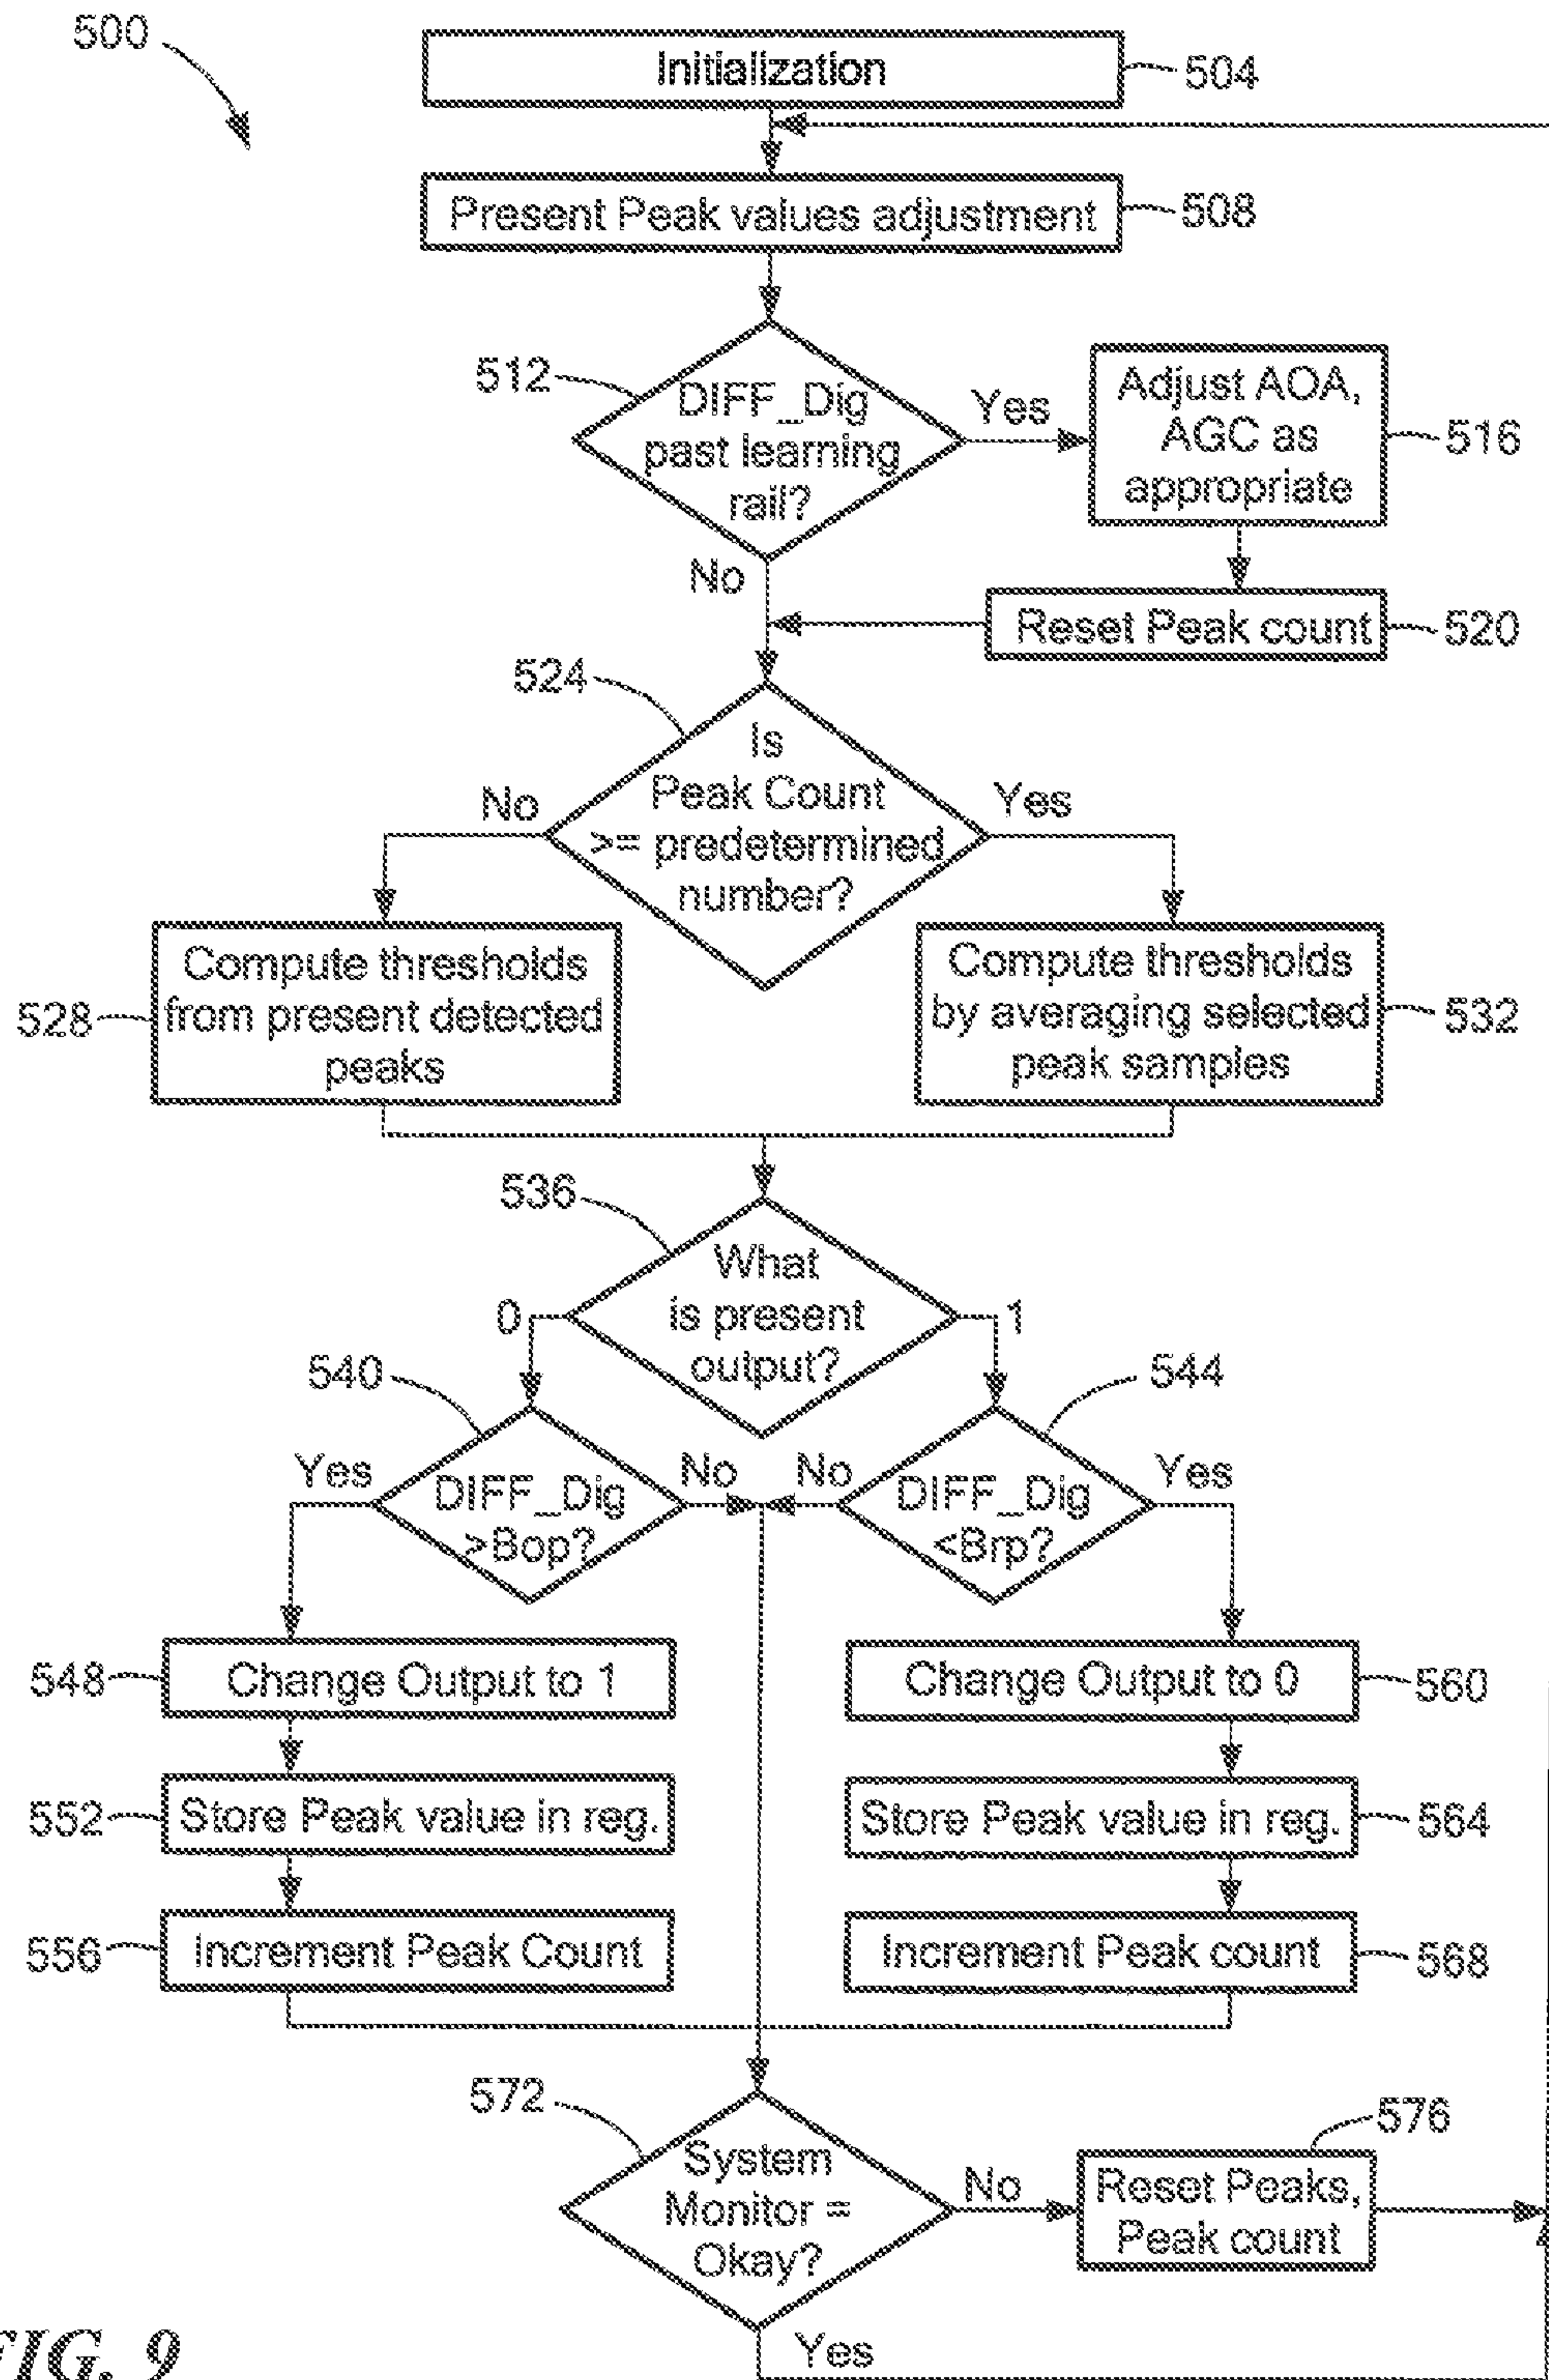 500
Initialization
504
Present Peak values adjustment
508
512
DIFF_Dig
past learning
rail?
Yes
No
Adjust AOA,
AGC as
appropriate
516
Reset Peak count
520
524
Is
Peak Count
>= predetermined
number?
No
Yes
Compute thresholds
from present detected
peaks
528
Compute thresholds
by averaging selected
peak samples
532
536
What
is present
output?
0
1
540
DIFF_Dig
>Bop?
Yes
No
544
DIFF_Dig
<Brp?
No
Yes
548
Change Output to 1
Change Output to 0
560
552
Store Peak value in reg.
Store Peak value in reg.
564
556
Increment Peak Count
Increment Peak count
568
572
System
Monitor =
Okay?
No
Yes
576
Reset Peaks,
Peak count
FIG. 9